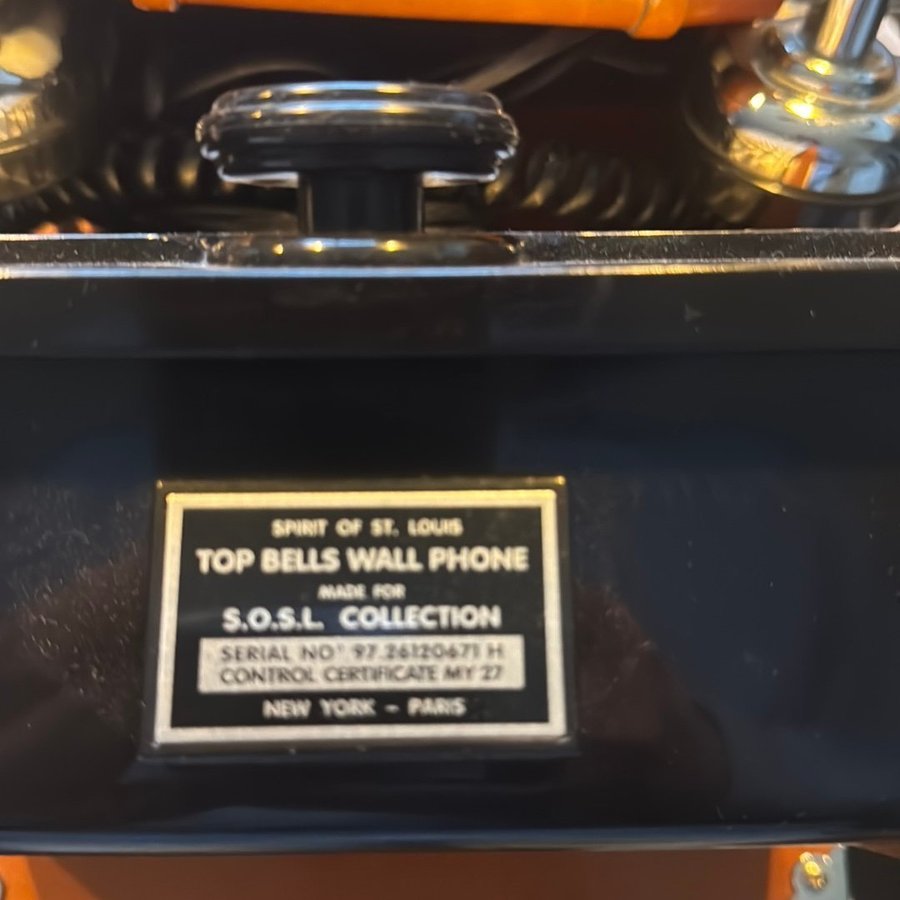 SPIRIT OF ST. LOUIS
TOP BELLS WALL PHONE
MADE FOR
S.O.S.L. COLLECTION
SERIAL NO° 97.26120671 H
CONTROL CERTIFICATE MY 27
NEW YORK - PARIS